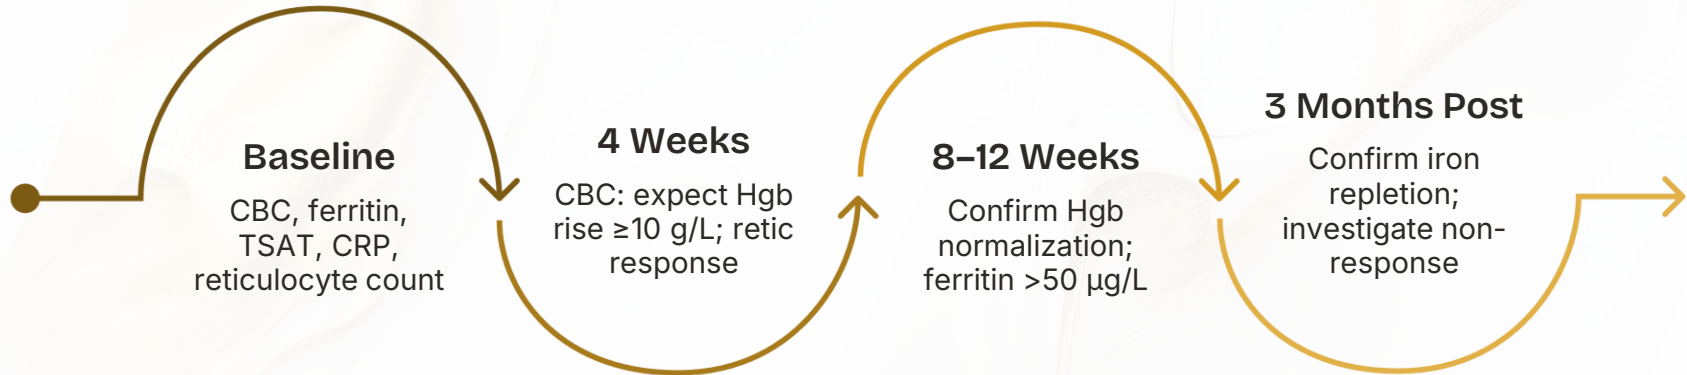 Baseline
CBC, ferritin,
TSAT, CRP,
reticulocyte count
4 Weeks
CBC: expect Hgb
rise ≥10 g/L; retic
response
8–12 Weeks
Confirm Hgb
normalization;
ferritin >50 µg/L
3 Months Post
Confirm iron
repletion;
investigate non-
response